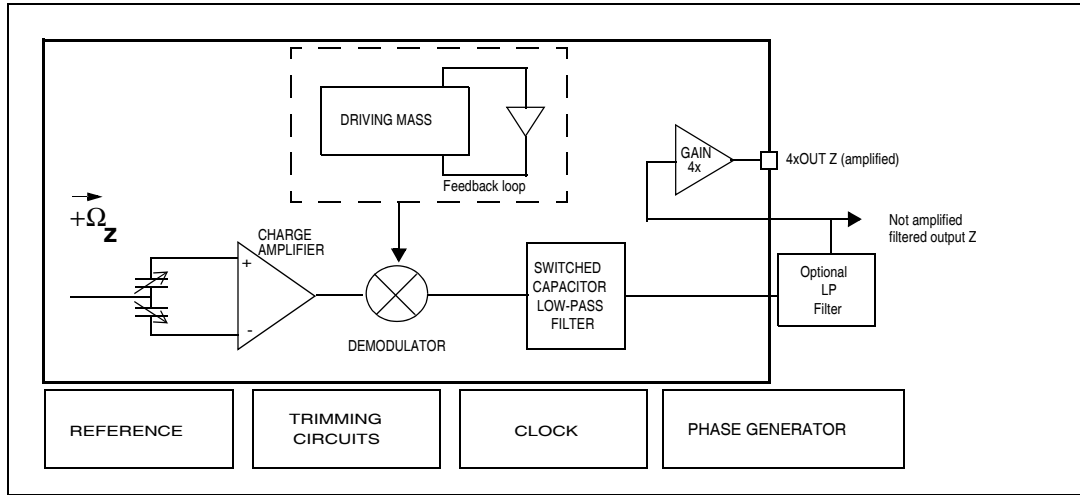 DRIVING MASS
Feedback loop
GAIN
4x
4xOUT Z (amplified)
Not amplified
filtered output Z
+Ω
z
CHARGE
AMPLIFIER
+
-
DEMODULATOR
SWITCHED
CAPACITOR
LOW-PASS
FILTER
Optional
LP
Filter
REFERENCE
TRIMMING
CIRCUITS
CLOCK
PHASE GENERATOR